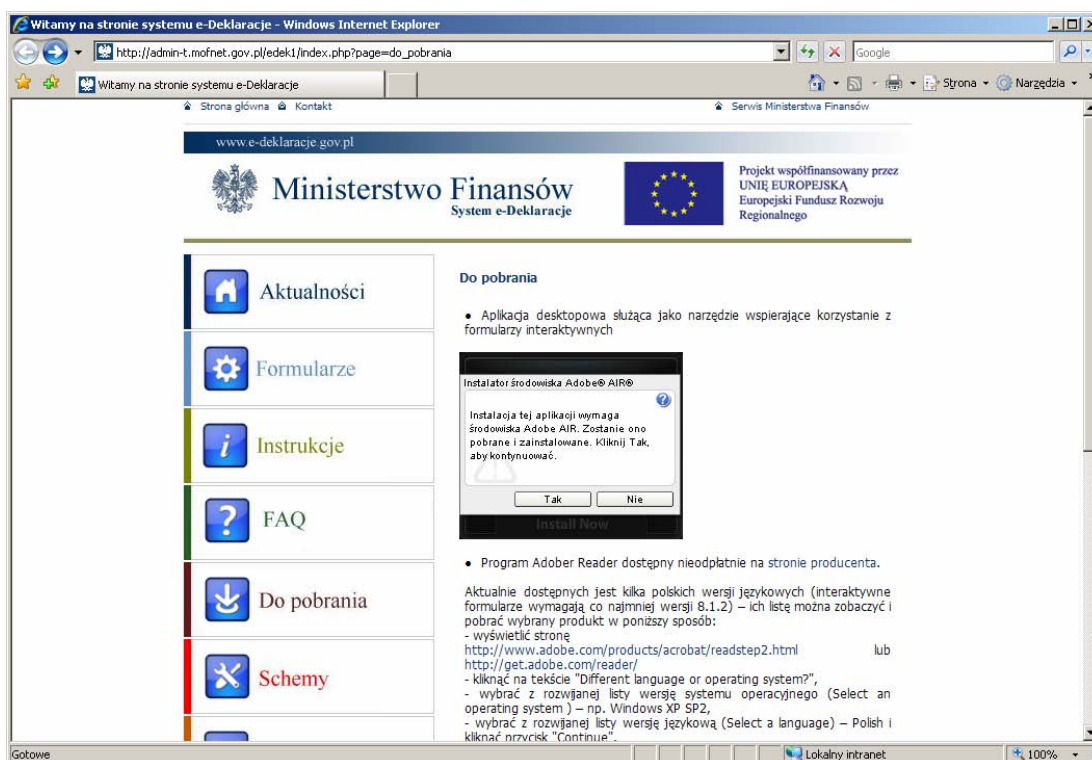 Witamy na stronie systemu e-Deklaracje - Windows Internet Explorer
http://admin-t.mofnet.gov.pl/edek1/index.php?page=do_pobrania
Google
Witamy na stronie systemu e-Deklaracje
Strona
Narzędzia
Strona główna
Kontakt
Serwis Ministerstwa Finansów
www.e-deklaracje.gov.pl
Ministerstwo Finansów
System e-Deklaracje
Projekt współfinansowany przez
UNIĘ EUROPEJSKĄ
Europejski Fundusz Rozwoju
Regionalnego
Aktualności
Formularze
Instrukcje
FAQ
Do pobrania
Schemy
Do pobrania
• Aplikacja desktopowa służąca jako narzędzie wspierające korzystanie z
formularzy interaktywnych
Instalator środowiska Adobe® AIR®
Instalacja tej aplikacji wymaga
środowiska Adobe AIR. Zostanie ono
pobrane i zainstalowane. Kliknij Tak,
aby kontynuować.
Tak
Nie
Install Now
• Program Adober Reader dostępny nieodpłatnie na stronie producenta.
Aktualnie dostępnych jest kilka polskich wersji językowych (interaktywne
formularze wymagają co najmniej wersji 8.1.2) – ich listę można zobaczyć i
pobrać wybrany produkt w poniższy sposób:
- wyświetlić stronę
http://www.adobe.com/products/acrobat/readstep2.html lub
http://get.adobe.com/reader/
- kliknąć na tekście "Different language or operating system?",
- wybrać z rozwijanej listy wersję systemu operacyjnego (Select an
operating system ) – np. Windows XP SP2,
- wybrać z rozwijanej listy wersję językową (Select a language) – Polish i
kliknąć przycisk "Continue".
Gotowe
Lokalny intranet
100%